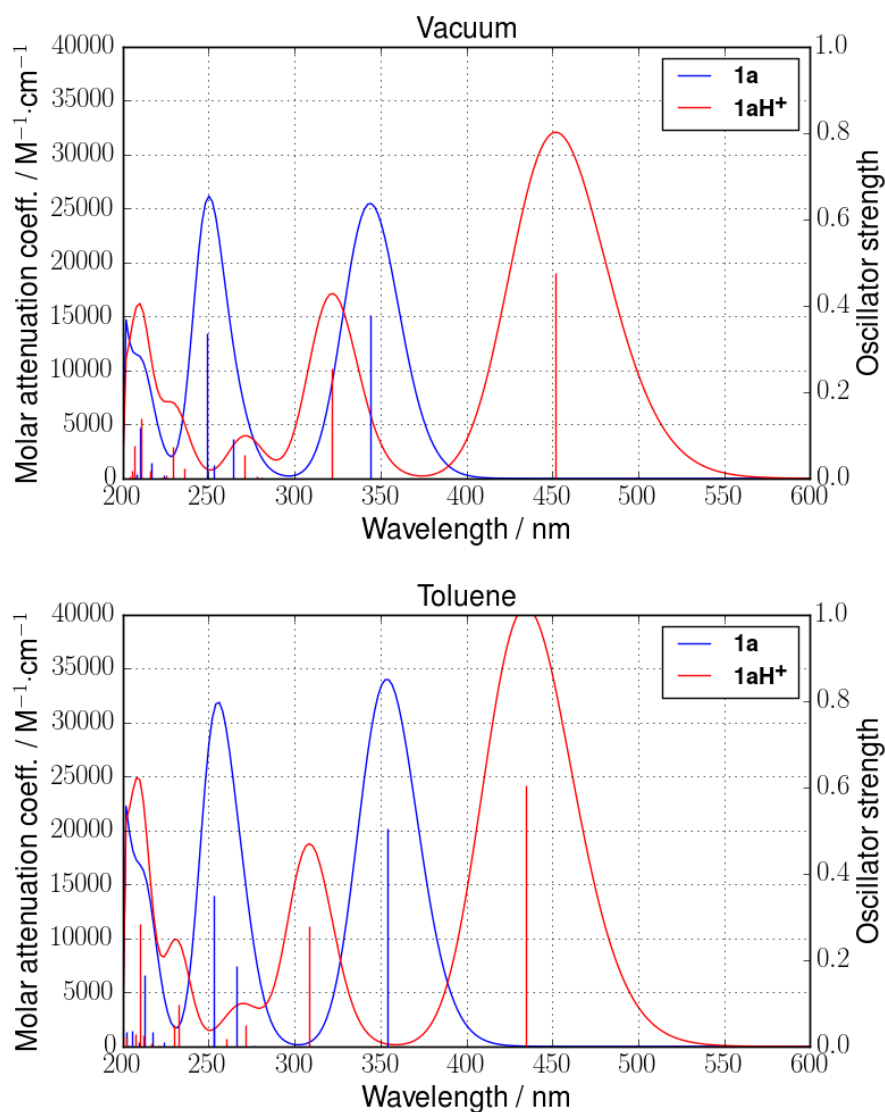 Vacuum
40000
35000
30000
25000
20000
15000
10000
5000
0
Molar attenuation coeff. / M⁻¹·cm⁻¹
1a
1aH⁺
1.0
0.8
0.6
0.4
0.2
0.0
Oscillator strength
200 250 300 350 400 450 500 550 600
Wavelength / nm
Toluene
40000
35000
30000
25000
20000
15000
10000
5000
0
Molar attenuation coeff. / M⁻¹·cm⁻¹
1a
1aH⁺
1.0
0.8
0.6
0.4
0.2
0.0
Oscillator strength
200 250 300 350 400 450 500 550 600
Wavelength / nm